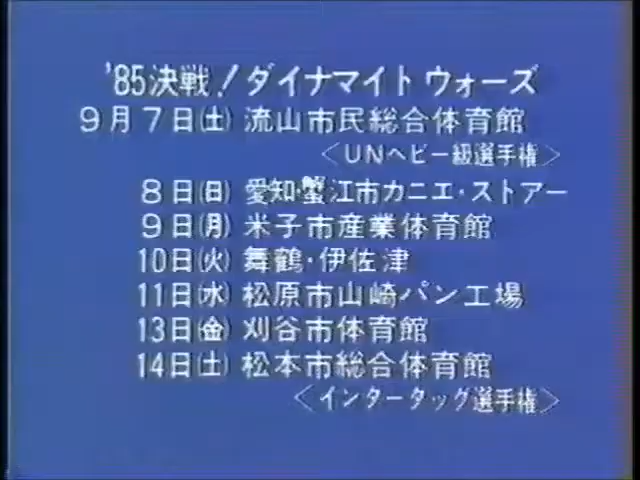 '85決戦!ダイナマイトウォーズ
9月7日(土) 流山市民総合体育館
＜UNヘビー級選手権＞
8日(日) 愛知・蟹江市カニエ・ストアー
9日(月) 米子市産業体育館
10日(火) 舞鶴・伊佐津
11日(水) 松原市山崎パン工場
13日(金) 刈谷市体育館
14日(土) 松本市総合体育館
＜インタータッグ選手権＞